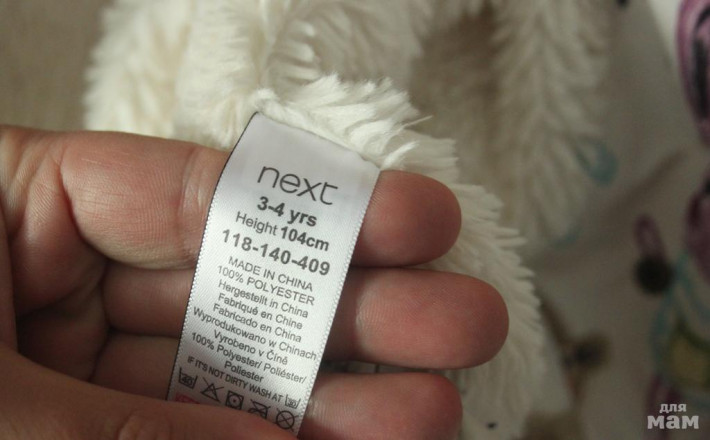 next
3-4 yrs
Height 104cm
118-140-409
MADE IN CHINA
100% POLYESTER
Hergestellt in China
Fabriqué en Chine
Fabricado en China
Wyprodukowano w Chinach
Vyrobeno v Číně
100% Polyester/ Poliéster/
Poliester
IF IT'S NOT DIRTY WASH AT 30
для
мам